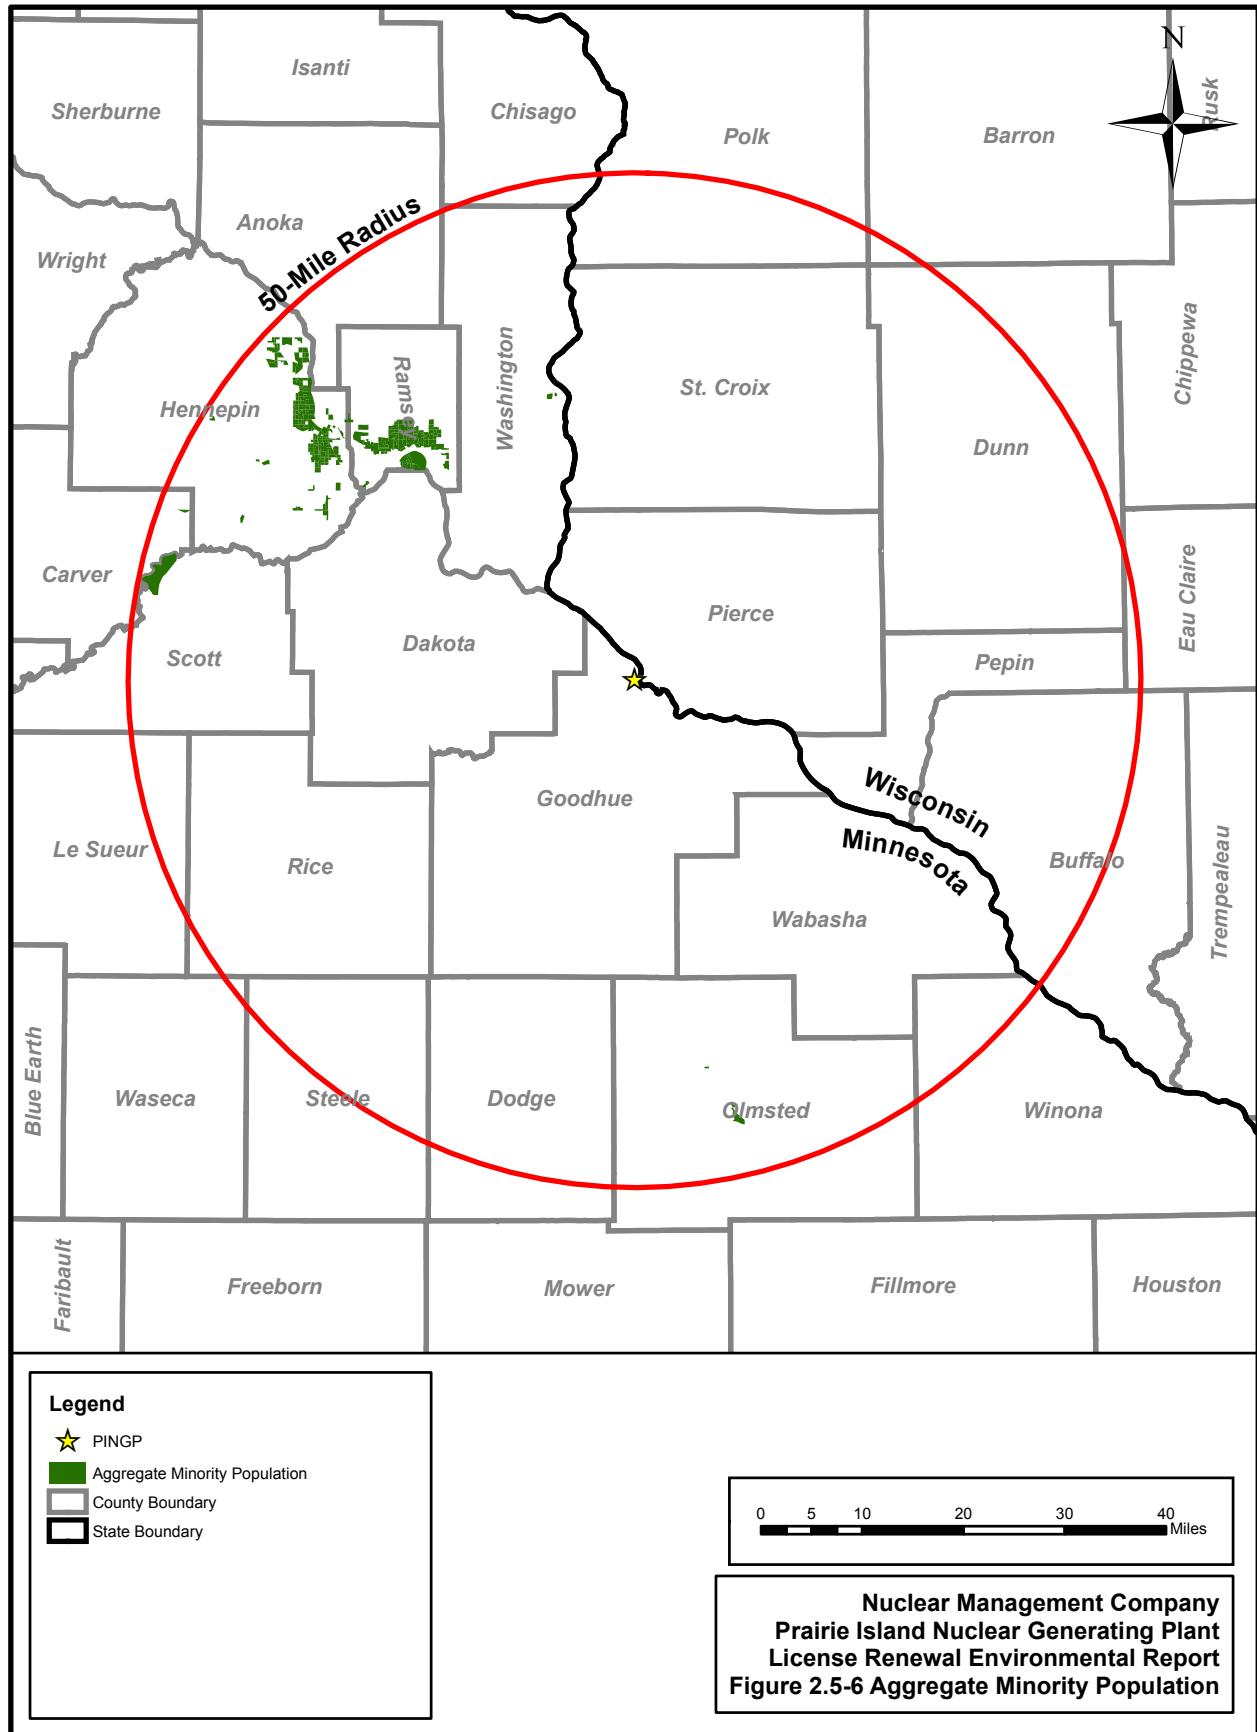 N
Isanti
Sherburne
Chisago
Polk
Barron
Rusk
Anoka
50-Mile Radius
Wright
Chippewa
Washington
Ramsey
St. Croix
Hennepin
Dunn
Carver
Eau Claire
Pierce
Dakota
Scott
Pepin
Goodhue
Wisconsin
Minnesota
Le Sueur
Rice
Buffalo
Trempealeau
Wabasha
Blue Earth
Waseca
Steele
Dodge
Olmsted
Winona
Faribault
Freeborn
Mower
Fillmore
Houston
Legend
PINGP
Aggregate Minority Population
County Boundary
State Boundary
0 5 10 20 30 40
Miles
Nuclear Management Company
Prairie Island Nuclear Generating Plant
License Renewal Environmental Report
Figure 2.5-6 Aggregate Minority Population